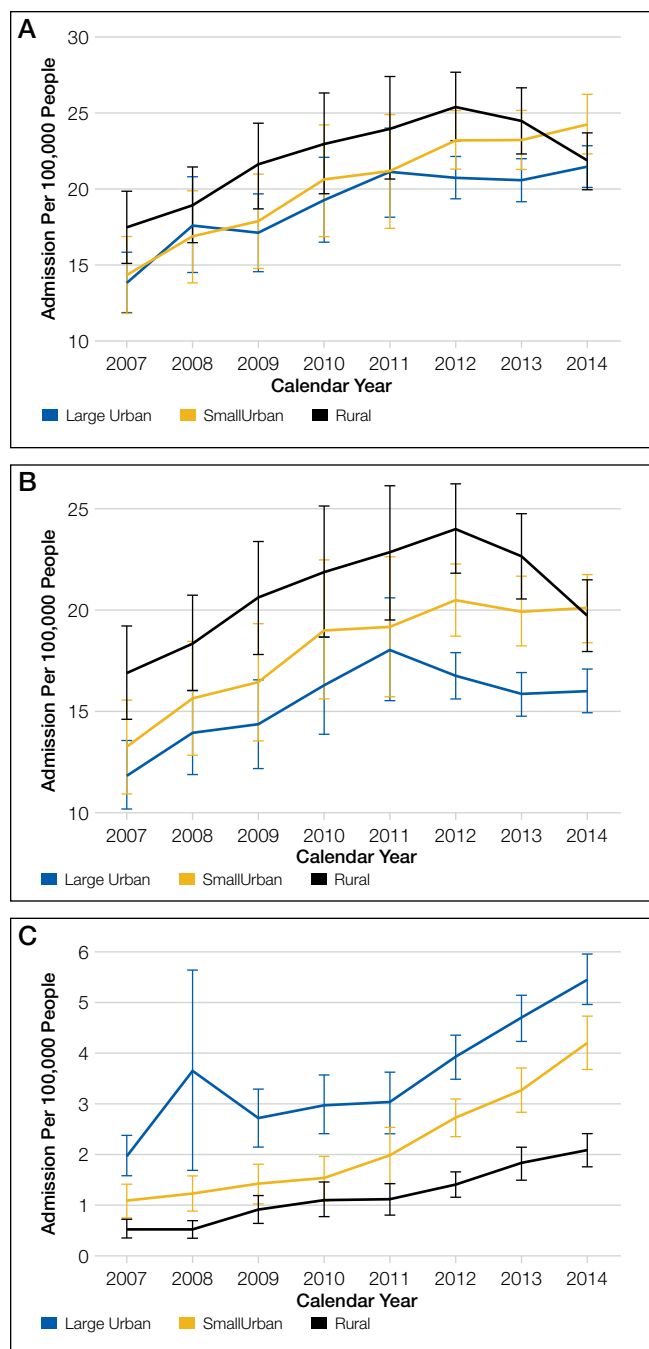 A
Admission Per 100,000 People
30
25
20
15
10
2007 2008 2009 2010 2011 2012 2013 2014
Calendar Year
Large Urban SmallUrban Rural
B
Admission Per 100,000 People
25
20
15
10
2007 2008 2009 2010 2011 2012 2013 2014
Calendar Year
Large Urban SmallUrban Rural
C
Admission Per 100,000 People
6
5
4
3
2
1
0
2007 2008 2009 2010 2011 2012 2013 2014
Calendar Year
Large Urban SmallUrban Rural